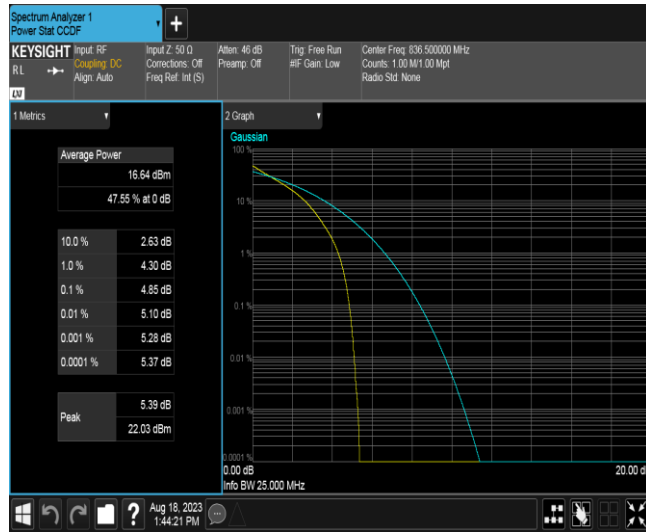 Spectrum Analyzer 1
Power Stat CCDF
+
KEYSIGHT Input: RF Input Z: 50 Ω Atten: 46 dB Trig: Free Run Center Freq: 836.500000 MHz
RL Coupling: DC Corrections: Off Preamp: Off #IF Gain: Low Counts: 1.00 M/1.00 Mpt
Align: Auto Freq Ref: Int (S) Radio Std: None
LXI
1 Metrics
Average Power
16.64 dBm
47.55 % at 0 dB
10.0 % 2.63 dB
1.0 % 4.30 dB
0.1 % 4.85 dB
0.01 % 5.10 dB
0.001 % 5.28 dB
0.0001 % 5.37 dB
Peak 5.39 dB
22.03 dBm
2 Graph
Gaussian
100 %
10 %
1 %
0.1 %
0.01 %
0.001 %
0.0001 %
0.00 dB 20.00 d
Info BW 25.000 MHz
? Aug 18, 2023
1:44:21 PM